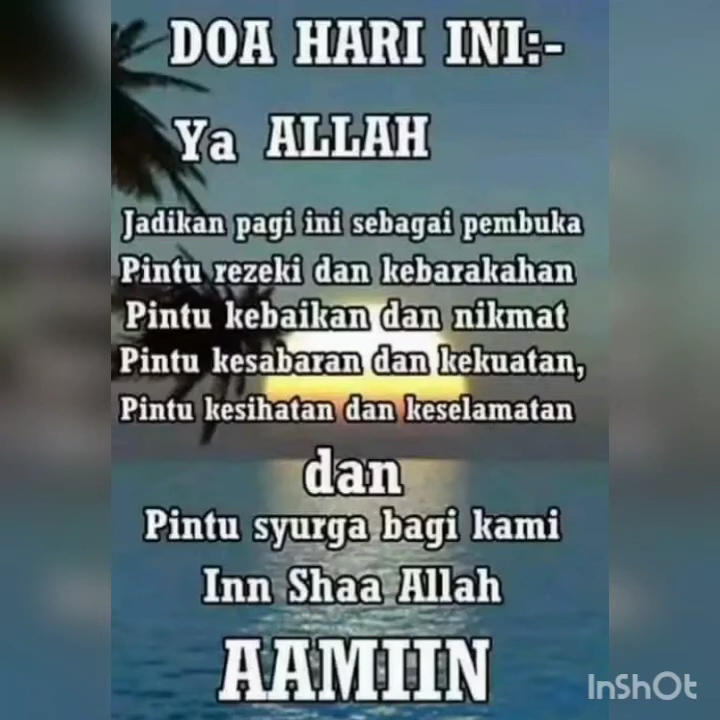 DOA HARI INI:-
Ya ALLAH
Jadikan pagi ini sebagai pembuka
Pintu rezeki dan kebarakahan
Pintu kebaikan dan nikmat
Pintu kesabaran dan kekuatan,
Pintu kesihatan dan keselamatan
dan
Pintu syurga bagi kami
Inn Shaa Allah
AAMIIN
InShOt